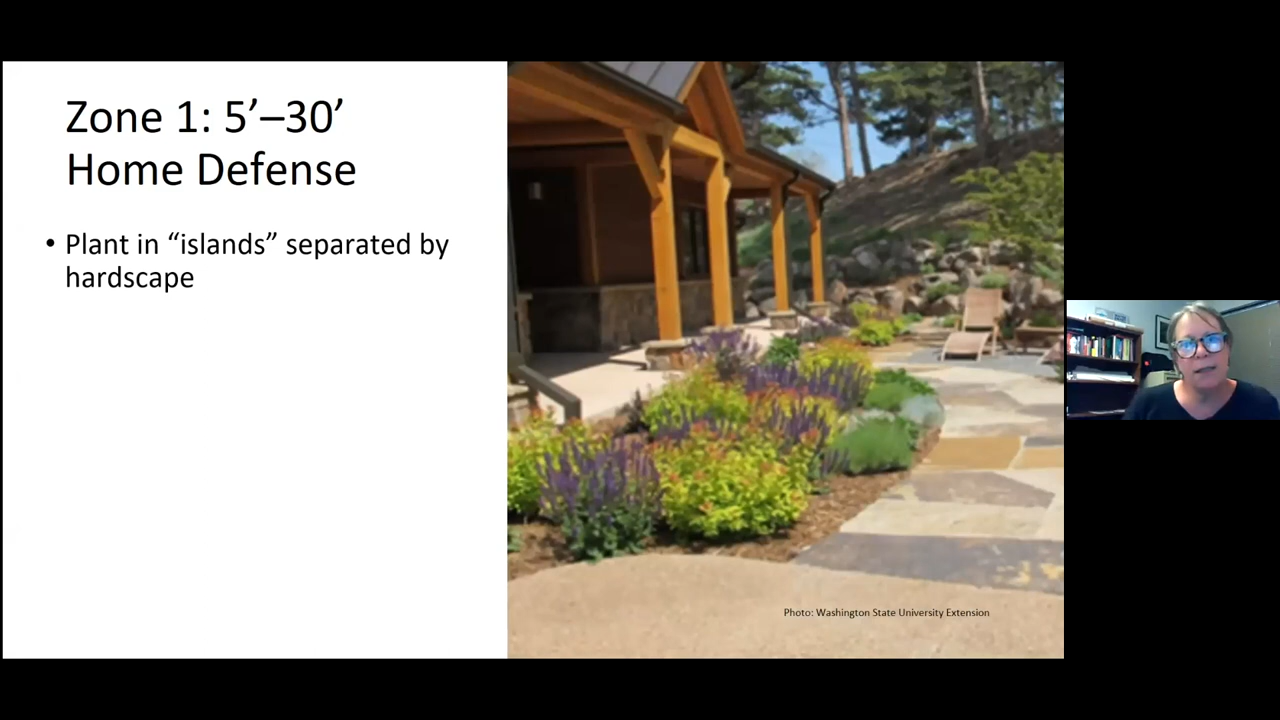 Zone 1: 5’–30’
Home Defense
• Plant in “islands” separated by
hardscape
Photo: Washington State University Extension